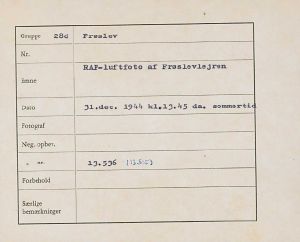 Gruppe 28d Frøslev
Nr.
Emne RAF-luftfoto af Frøslevlejren
Dato 31.dec. 1944 kl.13.45 da. sommertid
Fotograf
Neg. opbev.
" nr. 13.536
Forbehold
Særlige
bemærkninger